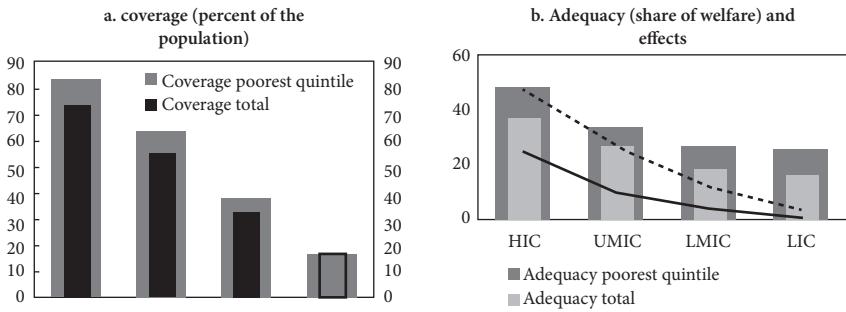 a. coverage (percent of the
population)
90
80
70
60
50
40
30
20
10
0
Coverage poorest quintile
Coverage total
90
80
70
60
50
40
30
20
10
0
b. Adequacy (share of welfare) and
effects
60
40
20
0
HIC UMIC LMIC LIC
Adequacy poorest quintile
Adequacy total